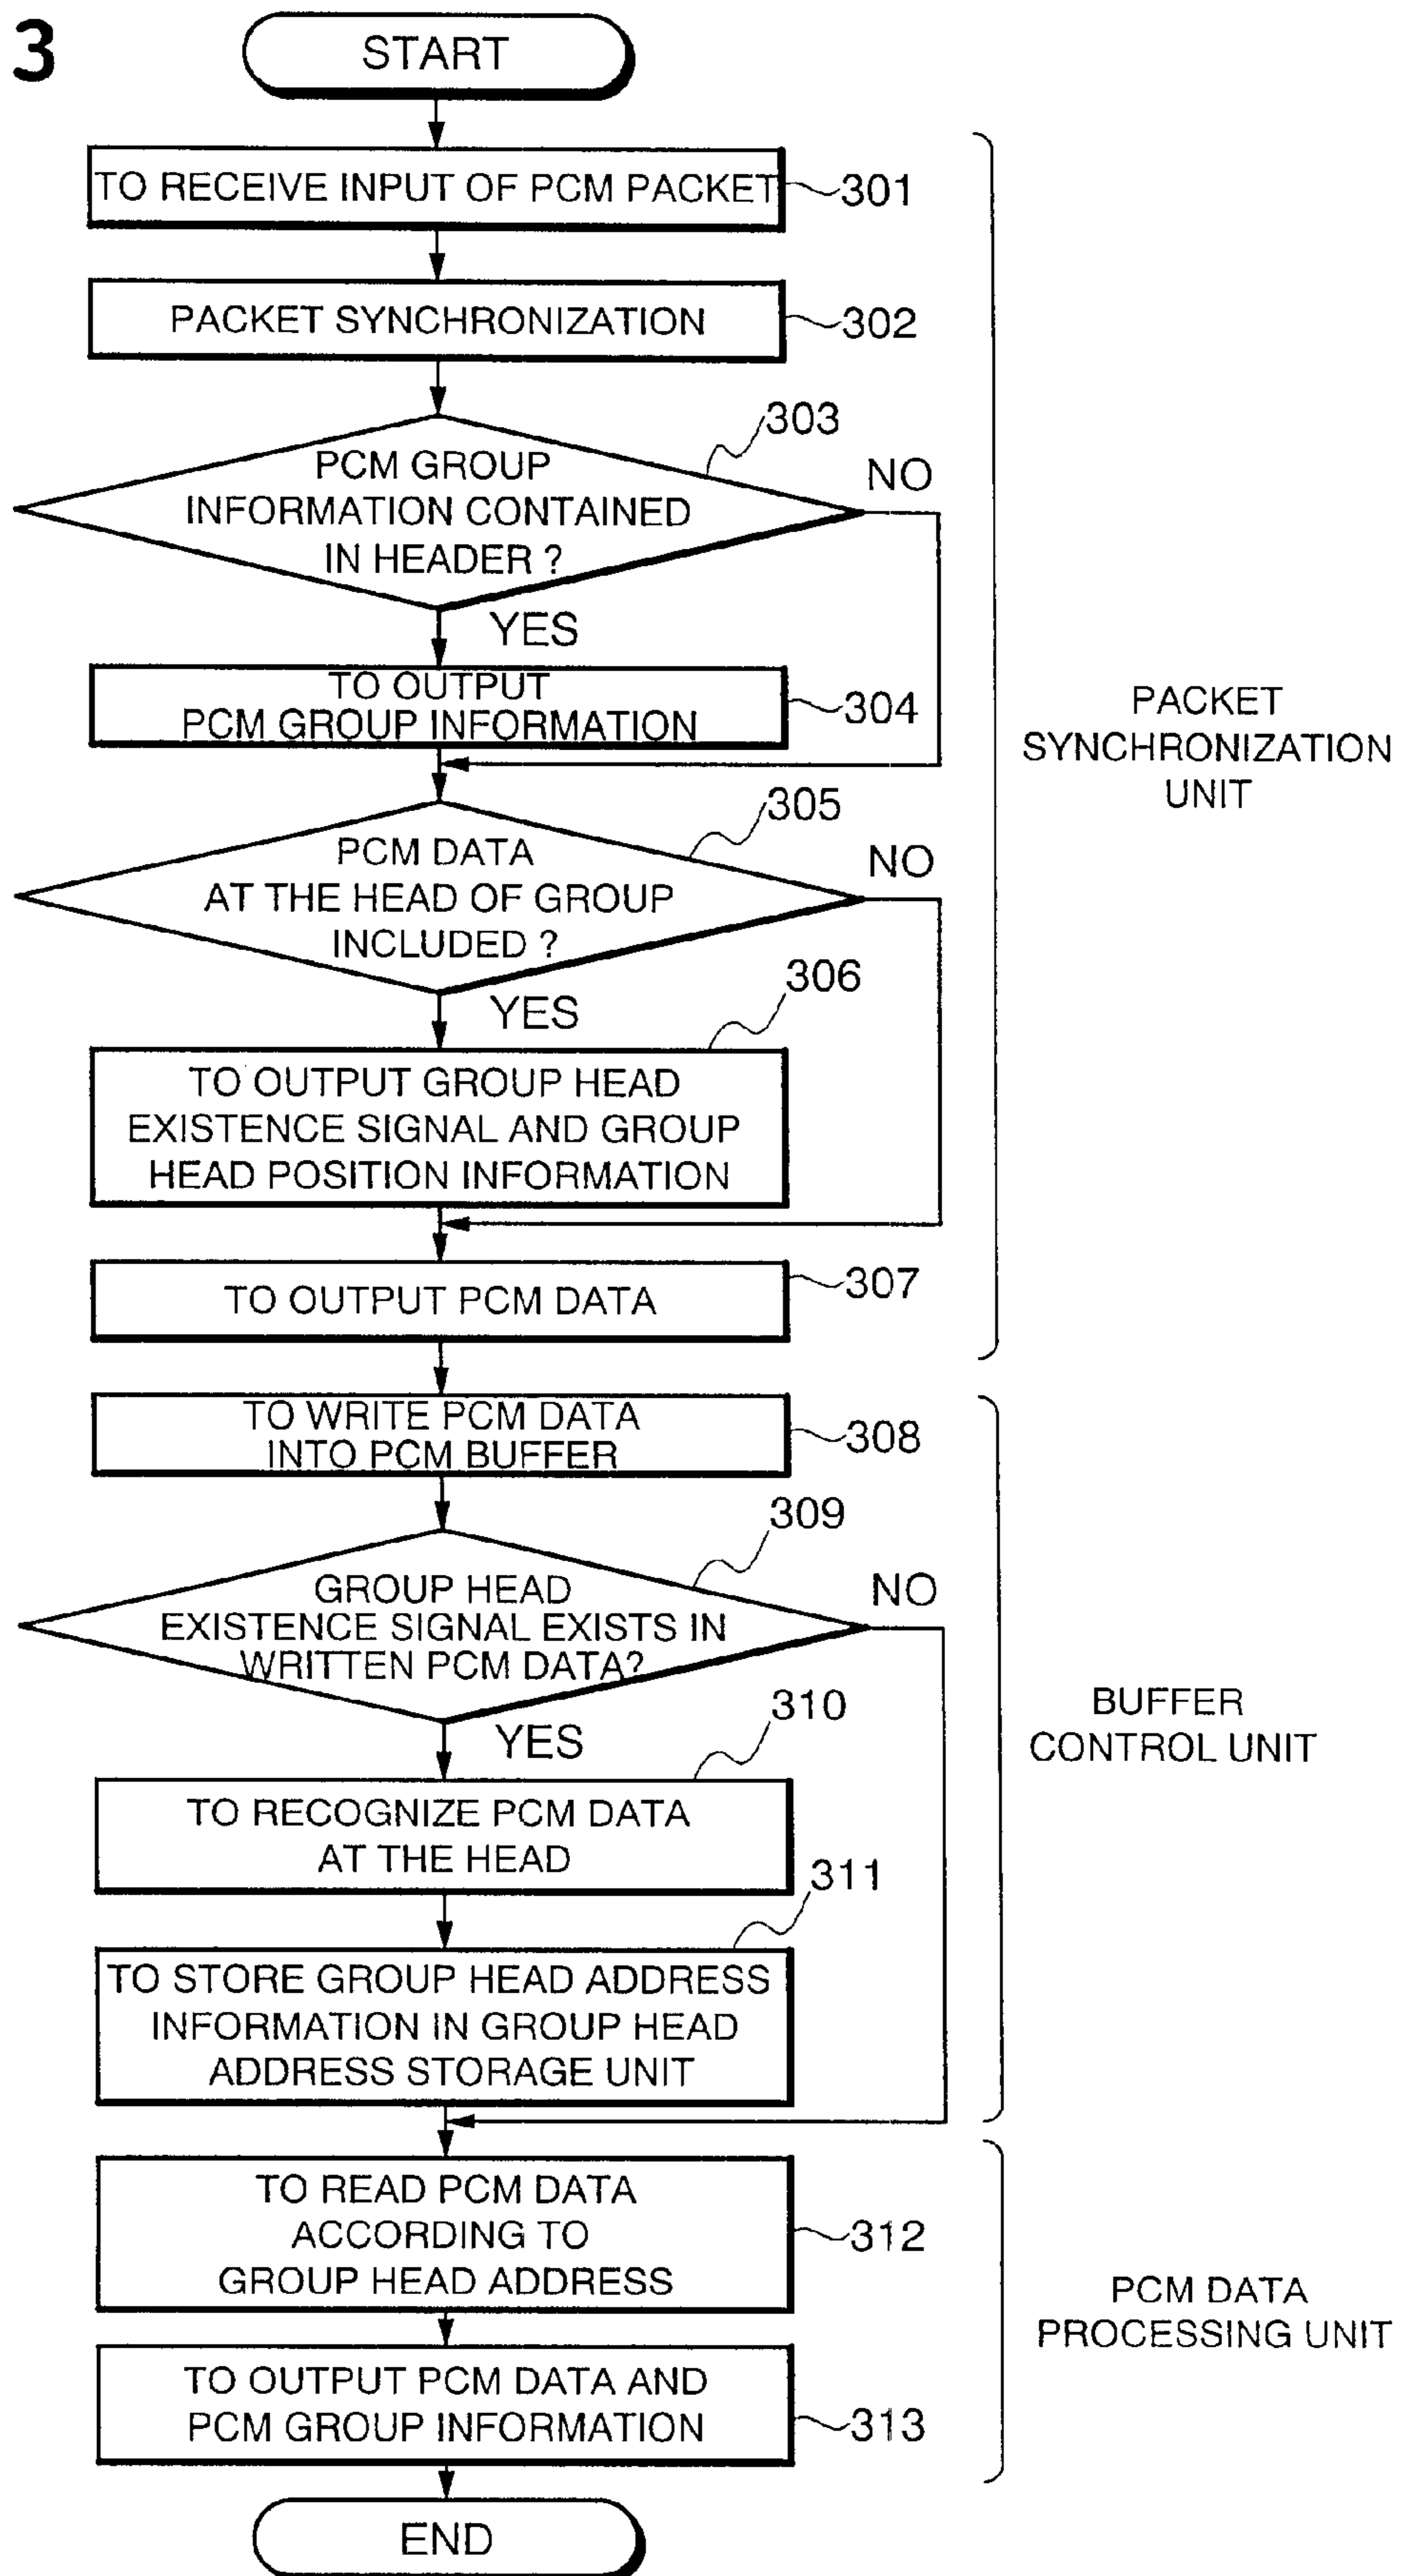 3
START
TO RECEIVE INPUT OF PCM PACKET
301
PACKET SYNCHRONIZATION
302
303
PCM GROUP
INFORMATION CONTAINED
IN HEADER ?
NO
YES
TO OUTPUT
PCM GROUP INFORMATION
304
PACKET
SYNCHRONIZATION
UNIT
305
PCM DATA
AT THE HEAD OF GROUP
INCLUDED ?
NO
YES
306
TO OUTPUT GROUP HEAD
EXISTENCE SIGNAL AND GROUP
HEAD POSITION INFORMATION
TO OUTPUT PCM DATA
307
TO WRITE PCM DATA
INTO PCM BUFFER
308
309
GROUP HEAD
EXISTENCE SIGNAL EXISTS IN
WRITTEN PCM DATA?
NO
YES
BUFFER
CONTROL UNIT
310
TO RECOGNIZE PCM DATA
AT THE HEAD
311
TO STORE GROUP HEAD ADDRESS
INFORMATION IN GROUP HEAD
ADDRESS STORAGE UNIT
TO READ PCM DATA
ACCORDING TO
GROUP HEAD ADDRESS
312
PCM DATA
PROCESSING UNIT
TO OUTPUT PCM DATA AND
PCM GROUP INFORMATION
313
END